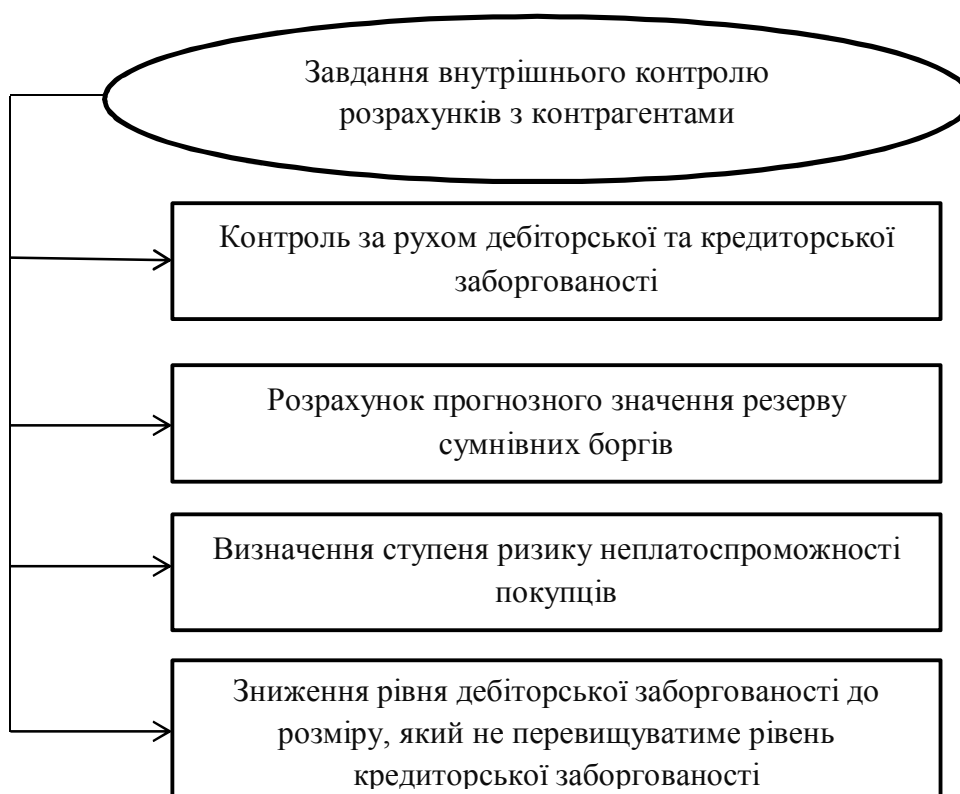 Завдання внутрішнього контролю
розрахунків з контрагентами
Контроль за рухом дебіторської та кредиторської
заборгованості
Розрахунок прогнозного значення резерву
сумнівних боргів
Визначення ступеня ризику неплатоспроможності
покупців
Зниження рівня дебіторської заборгованості до
розміру, який не перевищуватиме рівень
кредиторської заборгованості